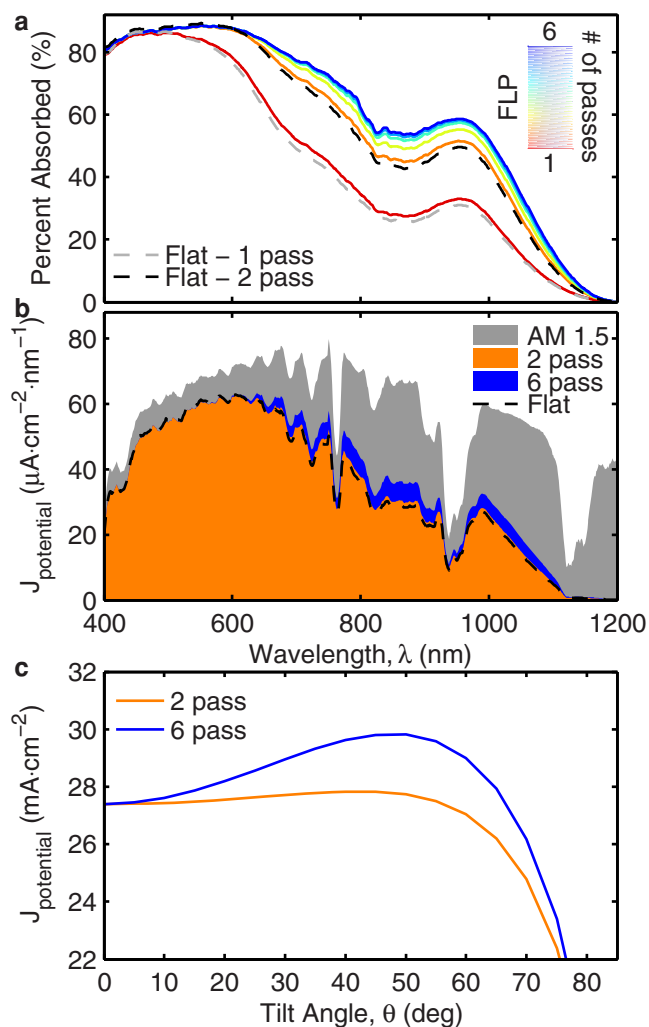 a
Percent Absorbed (%)
80
60
40
20
0
6
FLP
# of passes
1
Flat – 1 pass
Flat – 2 pass
b
J potential (μA·cm−2·nm−1)
80
60
40
20
0
AM 1.5
2 pass
6 pass
Flat
400 600 800 1000 1200
Wavelength, λ (nm)
c
J potential (mA·cm−2)
32
30
28
26
24
22
2 pass
6 pass
0 10 20 30 40 50 60 70 80
Tilt Angle, θ (deg)